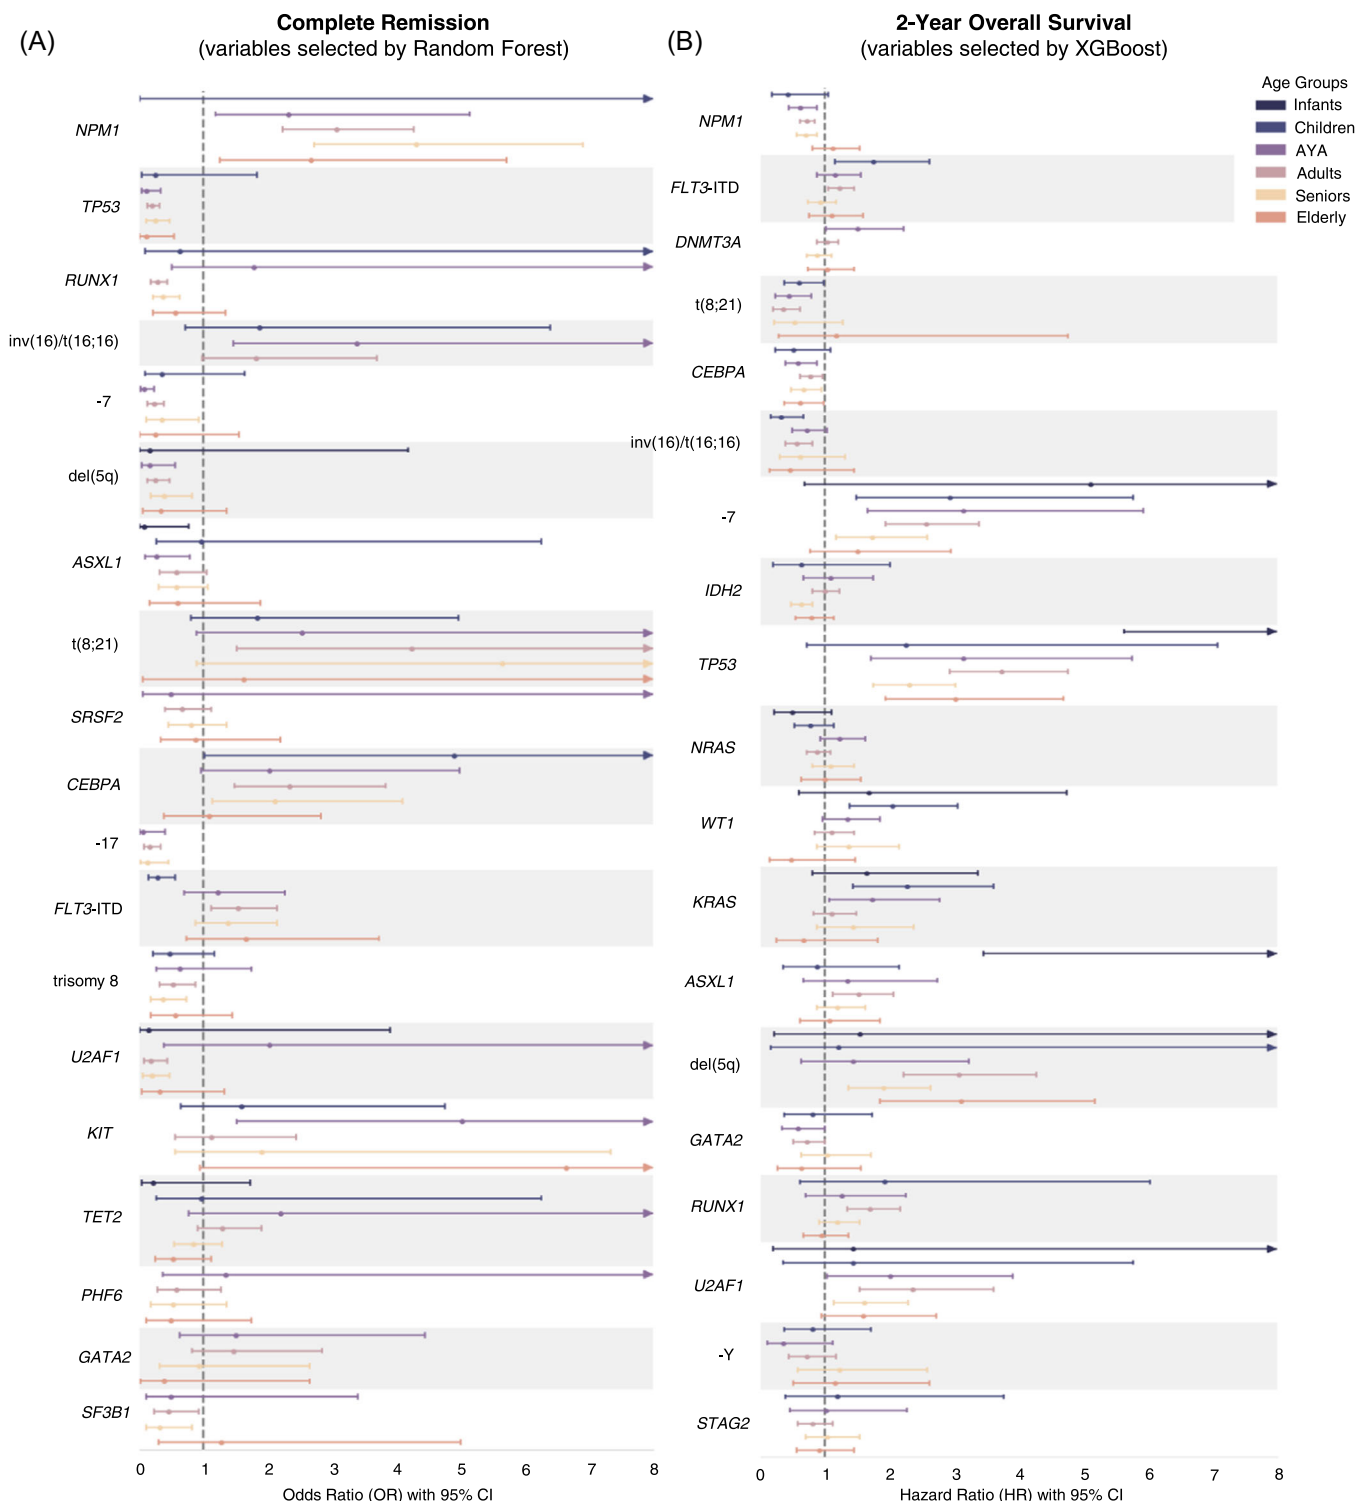 (A)
Complete Remission
(variables selected by Random Forest)
NPM1
TP53
RUNX1
inv(16)/t(16;16)
-7
del(5q)
ASXL1
t(8;21)
SRSF2
CEBPA
-17
FLT3-ITD
trisomy 8
U2AF1
KIT
TET2
PHF6
GATA2
SF3B1
0 1 2 3 4 5 6 7 8
Odds Ratio (OR) with 95% CI
(B)
2-Year Overall Survival
(variables selected by XGBoost)
NPM1
FLT3-ITD
DNMT3A
t(8;21)
CEBPA
inv(16)/t(16;16)
-7
IDH2
TP53
NRAS
WT1
KRAS
ASXL1
del(5q)
GATA2
RUNX1
U2AF1
-Y
STAG2
0 1 2 3 4 5 6 7 8
Hazard Ratio (HR) with 95% CI
Age Groups
Infants
Children
AYA
Adults
Seniors
Elderly